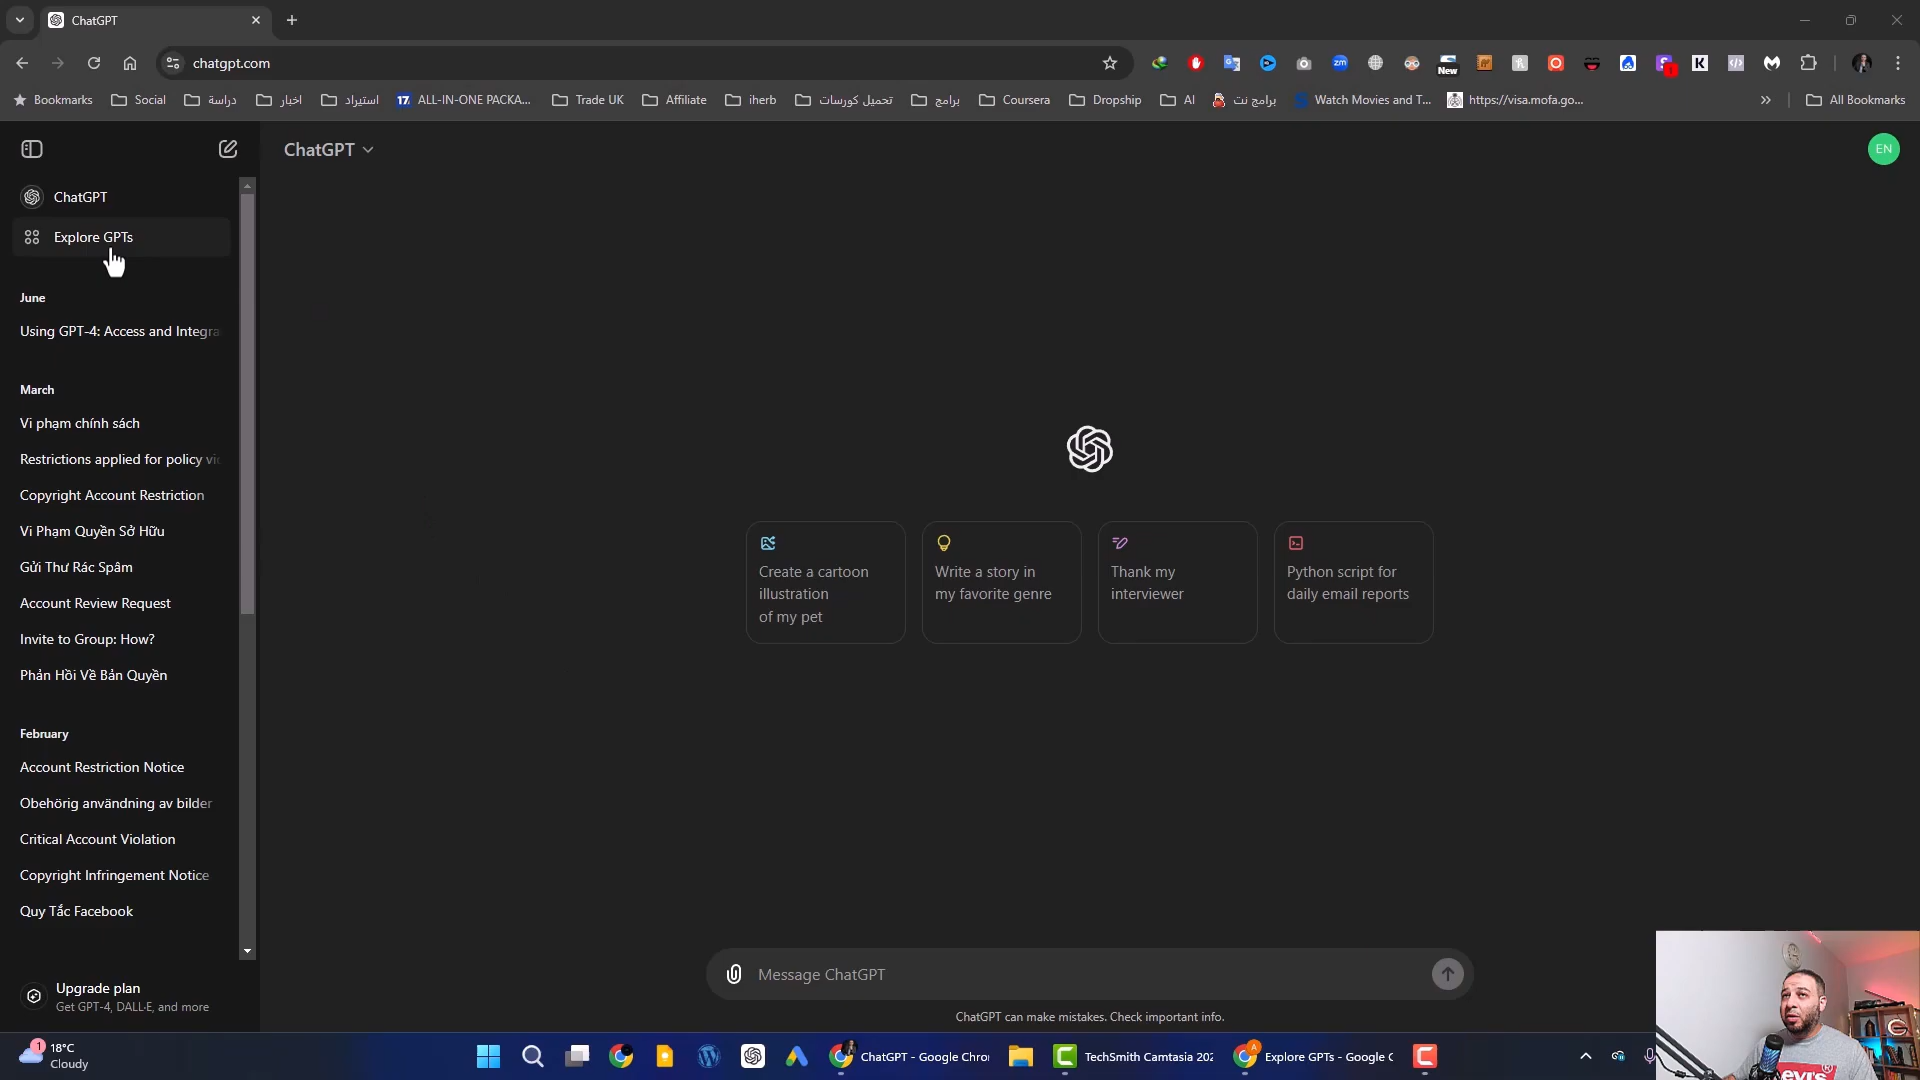 ChatGPT
chatgpt.com
New
1
Bookmarks
Social
دراسة
اخبار
استيراد
17 ALL-IN-ONE PACKA...
Trade UK
Affiliate
iherb
تحميل كورسات
برامج
Coursera
Dropship
AI
برامج نت
Watch Movies and T...
https://visa.mofa.go...
All Bookmarks
ChatGPT
EN
ChatGPT
Explore GPTs
June
Using GPT-4: Access and Integra
March
Vi phạm chính sách
Restrictions applied for policy vi
Copyright Account Restriction
Vi Phạm Quyền Sở Hữu
Gửi Thư Rác Spâm
Account Review Request
Invite to Group: How?
Phản Hồi Về Bản Quyền
February
Account Restriction Notice
Obehörig användning av bilder
Critical Account Violation
Copyright Infringement Notice
Quy Tắc Facebook
Upgrade plan
Get GPT-4, DALL·E, and more
Create a cartoon
illustration
of my pet
Write a story in
my favorite genre
Thank my
interviewer
Python script for
daily email reports
Message ChatGPT
ChatGPT can make mistakes. Check important info.
1
18°C
Cloudy
ChatGPT - Google Chro
TechSmith Camtasia 202
Explore GPTs - Google C
Levi's